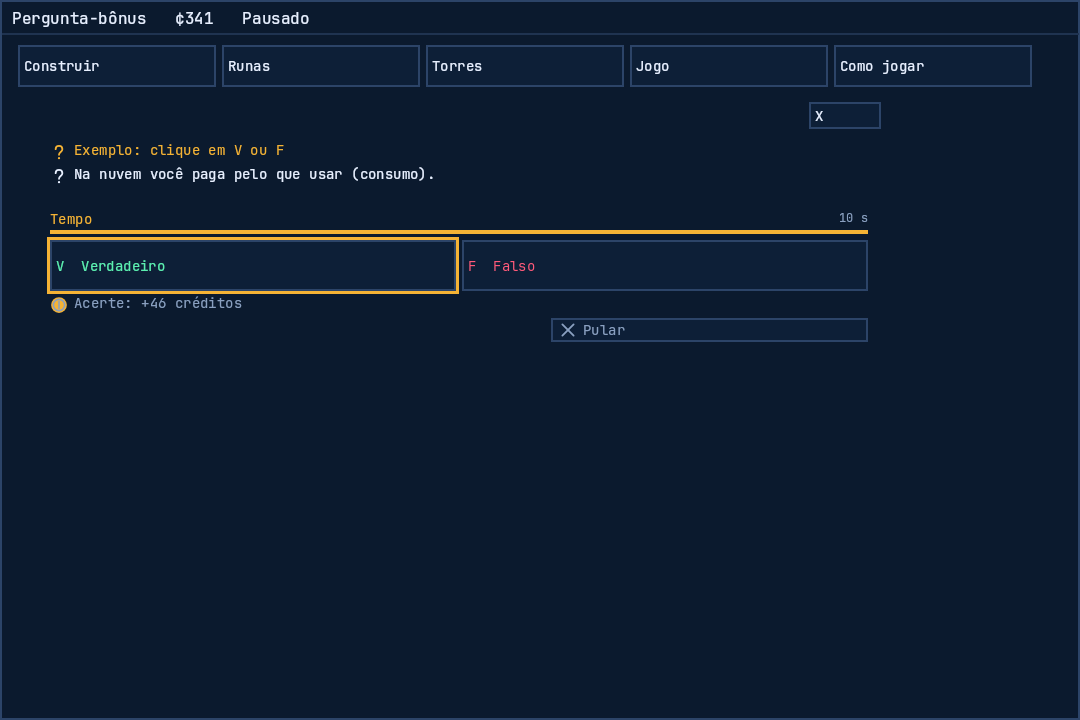 Pergunta-bônus ₵341 Pausado
Construir Runas Torres Jogo Como jogar
X
? Exemplo: clique em V ou F
? Na nuvem você paga pelo que usar (consumo).
Tempo 10 s
V Verdadeiro F Falso
Acerte: +46 créditos
Pular